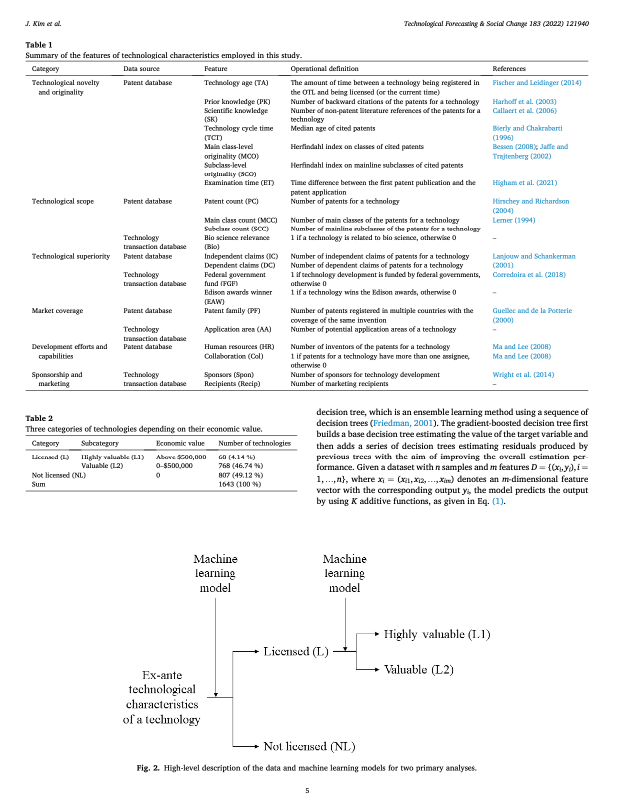 J. Kim et al.
Technological Forecasting & Social Change 183 (2022) 121940
Table 1
Summary of the features of technological characteristics employed in this study.
Category Data source Feature Operational definition References
Technological novelty and originality Patent database Technology age (TA) The amount of time between a technology being registered in the OTL and being licensed (or the current time) Fischer and Leidinger (2014)
Prior knowledge (PK) Number of backward citations of the patents for a technology Harhoff et al. (2003)
Scientific knowledge (SK) Number of non-patent literature references of the patents for a technology Callaert et al. (2006)
Technology cycle time (TCT) Median age of cited patents Bierly and Chakrabarti (1996)
Main class-level originality (MCO) Herfindahl index on classes of cited patents Bessen (2008); Jaffe and Trajtenberg (2002)
Subclass-level originality (SCO) Herfindahl index on mainline subclasses of cited patents
Examination time (ET) Time difference between the first patent publication and the patent application Higham et al. (2021)
Technological scope Patent database Patent count (PC) Number of patents for a technology Hirschey and Richardson (2004)
Main class count (MCC) Number of main classes of the patents for a technology Lerner (1994)
Subclass count (SCC) Number of mainline subclasses of the patents for a technology
Technology transaction database Bio science relevance (Bio) 1 if a technology is related to bio science, otherwise 0 –
Technological superiority Patent database Independent claims (IC) Number of independent claims of patents for a technology Lanjouw and Schankerman (2001)
Dependent claims (DC) Number of dependent claims of patents for a technology
Technology transaction database Federal government fund (FGF) 1 if technology development is funded by federal governments, otherwise 0 Corredoira et al. (2018)
Edison awards winner (EAW) 1 if a technology wins the Edison awards, otherwise 0 –
Market coverage Patent database Patent family (PF) Number of patents registered in multiple countries with the coverage of the same invention Guellec and de la Potterie (2000)
Technology transaction database Application area (AA) Number of potential application areas of a technology –
Development efforts and capabilities Patent database Human resources (HR) Number of inventors of the patents for a technology Ma and Lee (2008)
Collaboration (Col) 1 if patents for a technology have more than one assignee, otherwise 0 Ma and Lee (2008)
Sponsorship and marketing Technology transaction database Sponsors (Spon) Number of sponsors for technology development Wright et al. (2014)
Recipients (Recip) Number of marketing recipients –
Table 2
Three categories of technologies depending on their economic value.
Category Subcategory Economic value Number of technologies
Licensed (L) Highly valuable (L1) Above $500,000 68 (4.14 %)
Valuable (L2) 0–$500,000 768 (46.74 %)
Not licensed (NL) 0 807 (49.12 %)
Sum 1643 (100 %)
decision tree, which is an ensemble learning method using a sequence of
decision trees (Friedman, 2001). The gradient-boosted decision tree first
builds a base decision tree estimating the value of the target variable and
then adds a series of decision trees estimating residuals produced by
previous trees with the aim of improving the overall estimation per-
formance. Given a dataset with n samples and m features D = {(xi,yi),i =
1,…,n}, where xi = (xi1,xi2,…,xim) denotes an m-dimensional feature
vector with the corresponding output yi, the model predicts the output
by using K additive functions, as given in Eq. (1).
Machine
learning
model
Machine
learning
model
Highly valuable (L1)
Licensed (L)
Valuable (L2)
Ex-ante
technological
characteristics
of a technology
Not licensed (NL)
Fig. 2. High-level description of the data and machine learning models for two primary analyses.
5